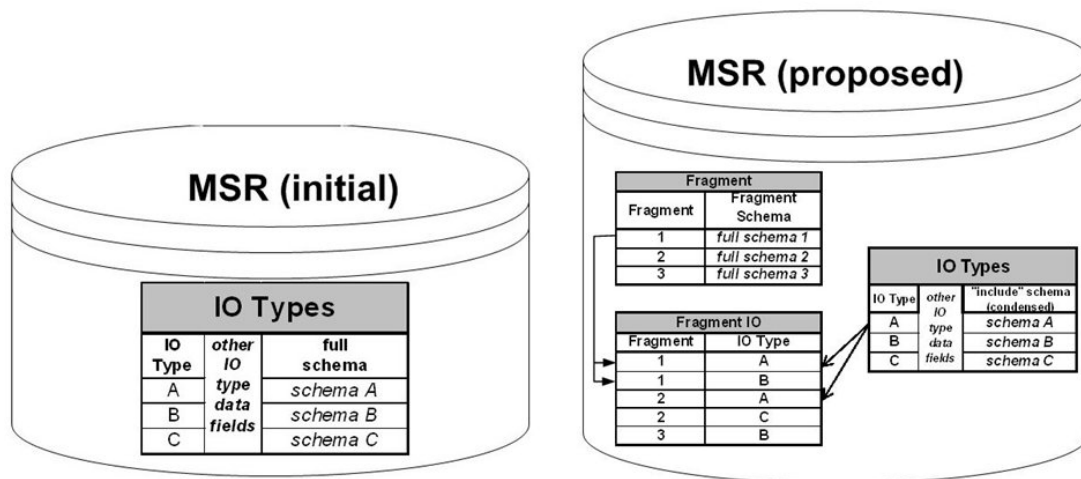 MSR (initial)
IO Types
IO Type other IO type data fields full schema
A schema A
B schema B
C schema C
MSR (proposed)
Fragment
Fragment Fragment Schema
1 full schema 1
2 full schema 2
3 full schema 3
Fragment IO
Fragment IO Type
1 A
1 B
2 A
2 C
3 B
IO Types
IO Type other IO type data fields "include" schema (condensed)
A schema A
B schema B
C schema C